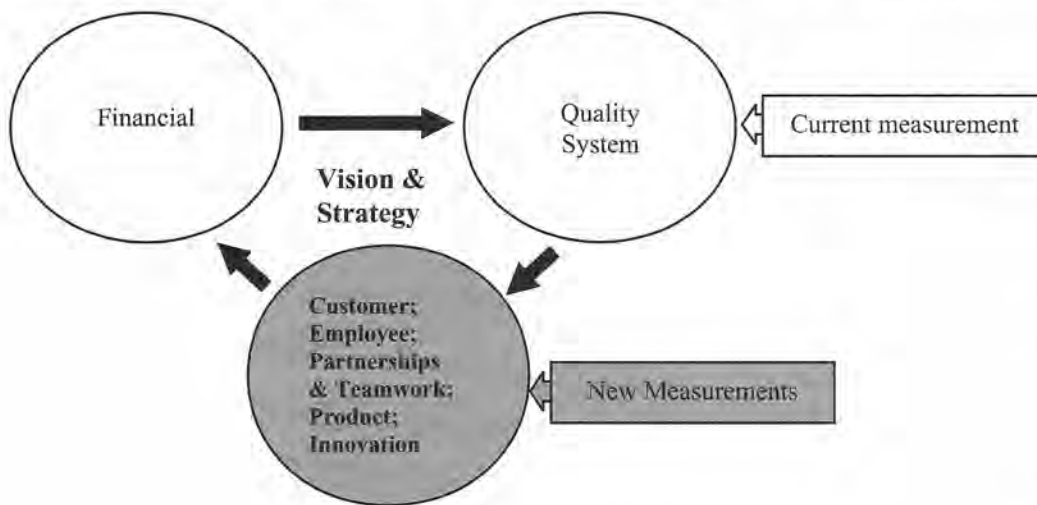 Financial
Quality
System
Current measurement
Vision &
Strategy
Customer;
Employee;
Partnerships
& Teamwork;
Product;
Innovation
New Measurements